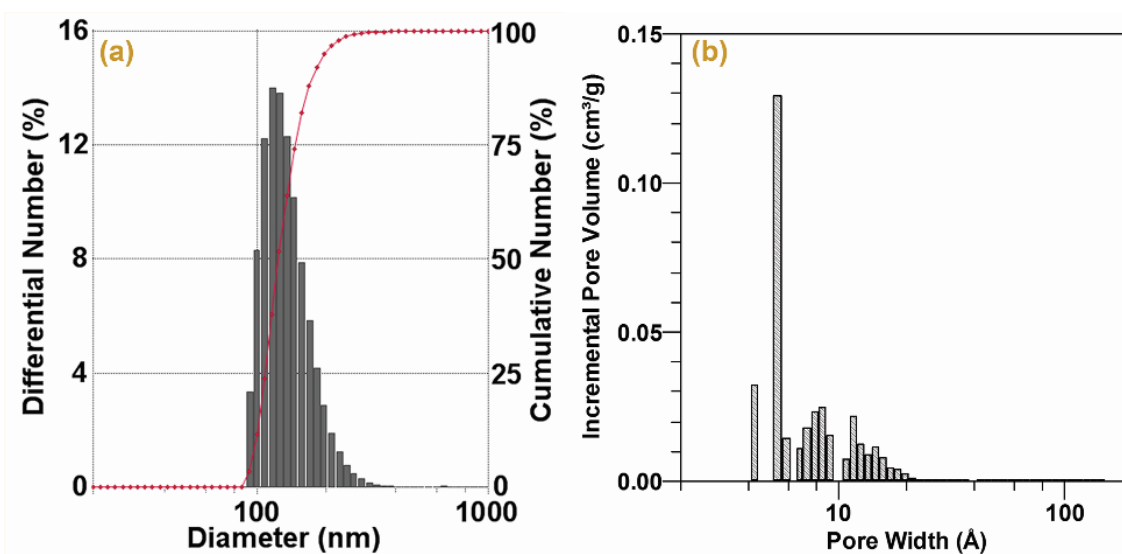 (a)
Differential Number (%)
16
12
8
4
0
100
75
50
25
0
Cumulative Number (%)
100
1000
Diameter (nm)
(b)
Incremental Pore Volume (cm³/g)
0.15
0.10
0.05
0.00
10
100
Pore Width (Å)